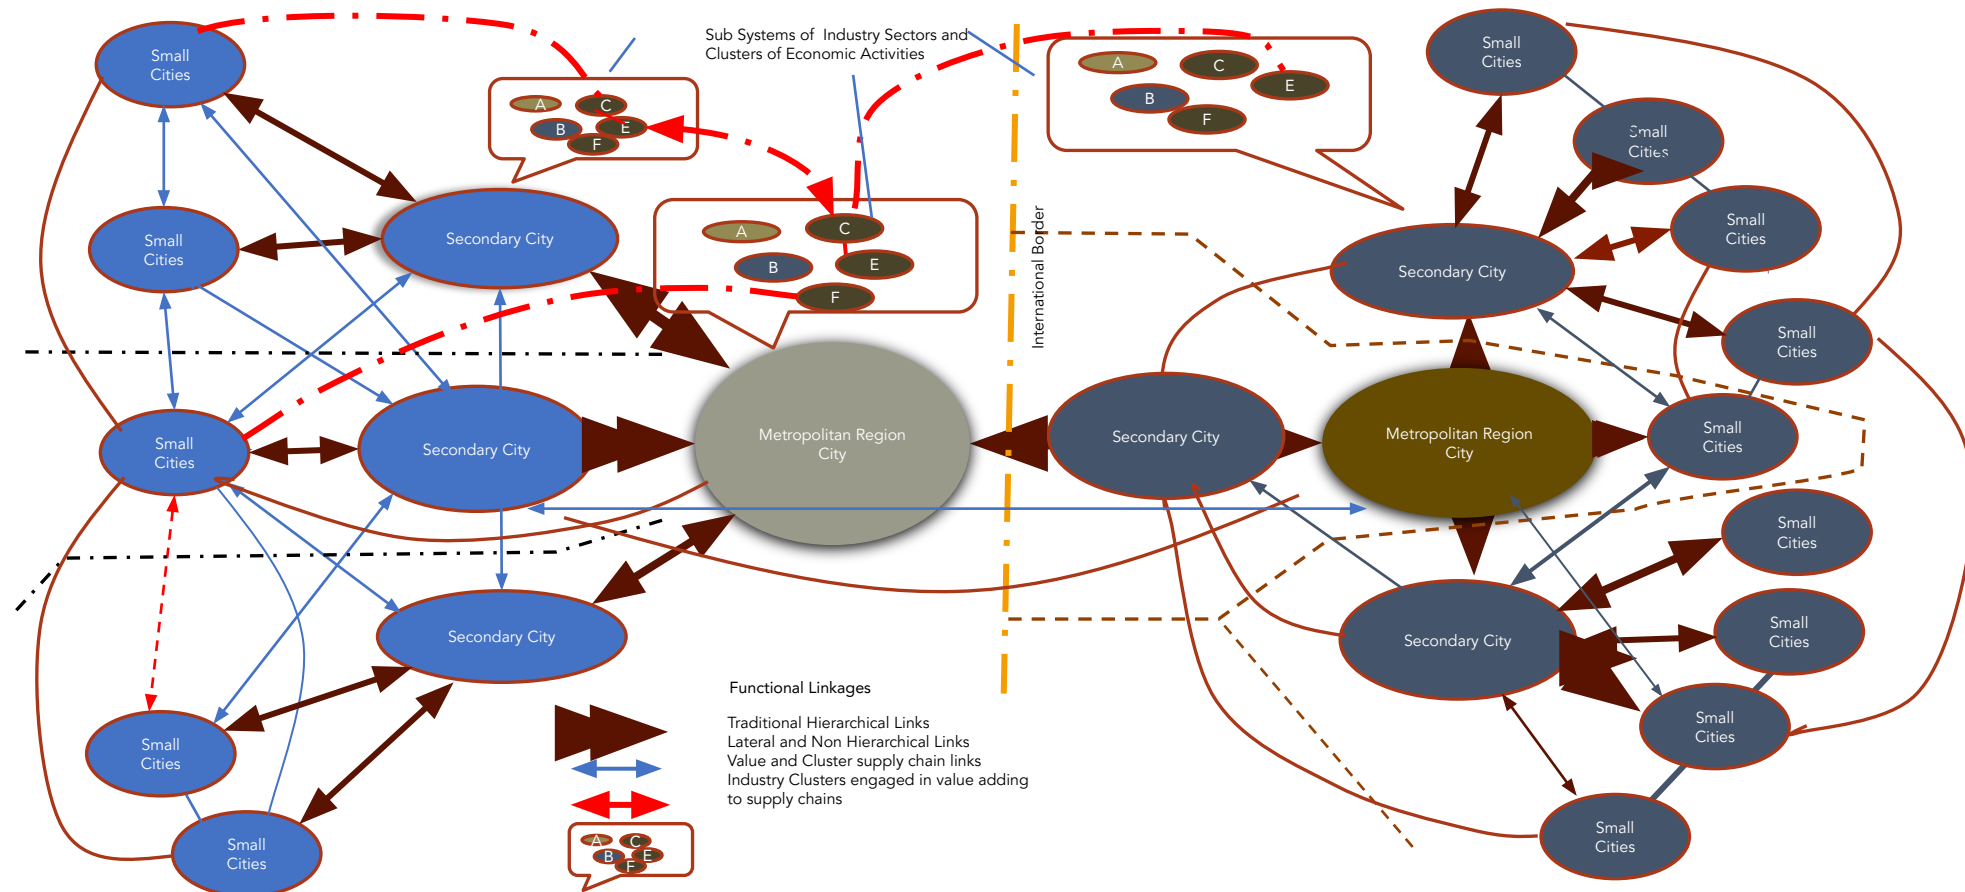 Sub Systems of  Industry Sectors and
Clusters of Economic Activities
Small
Cities
Small
Cities
Small
Cities
Small
Cities
Small
Cities
Secondary City
Secondary City
Secondary City
A
C
B
E
F
A
C
B
E
F
Metropolitan Region
City
International Border
A
C
E
B
F
Secondary City
Secondary City
Metropolitan Region
City
Secondary City
Small
Cities
Small
Cities
Small
Cities
Small
Cities
Small
Cities
Small
Cities
Small
Cities
Small
Cities
Small
Cities
Functional Linkages
Traditional Hierarchical Links
Lateral and Non Hierarchical Links
Value and Cluster supply chain links
Industry Clusters engaged in value adding
to supply chains
A
C
B
E
F